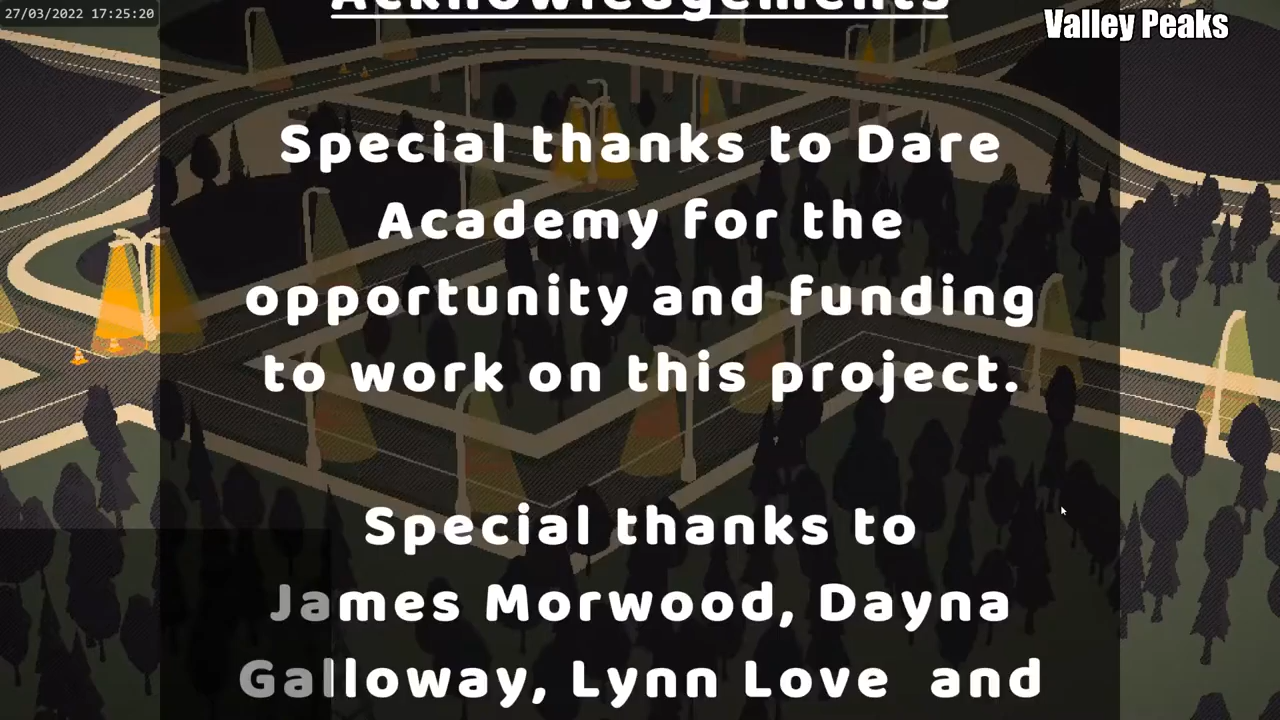 27/03/2022 17:25:20
Acknowledgements
Valley Peaks
Special thanks to Dare
Academy for the
opportunity and funding
to work on this project.
Special thanks to
James Morwood, Dayna
Galloway, Lynn Love and